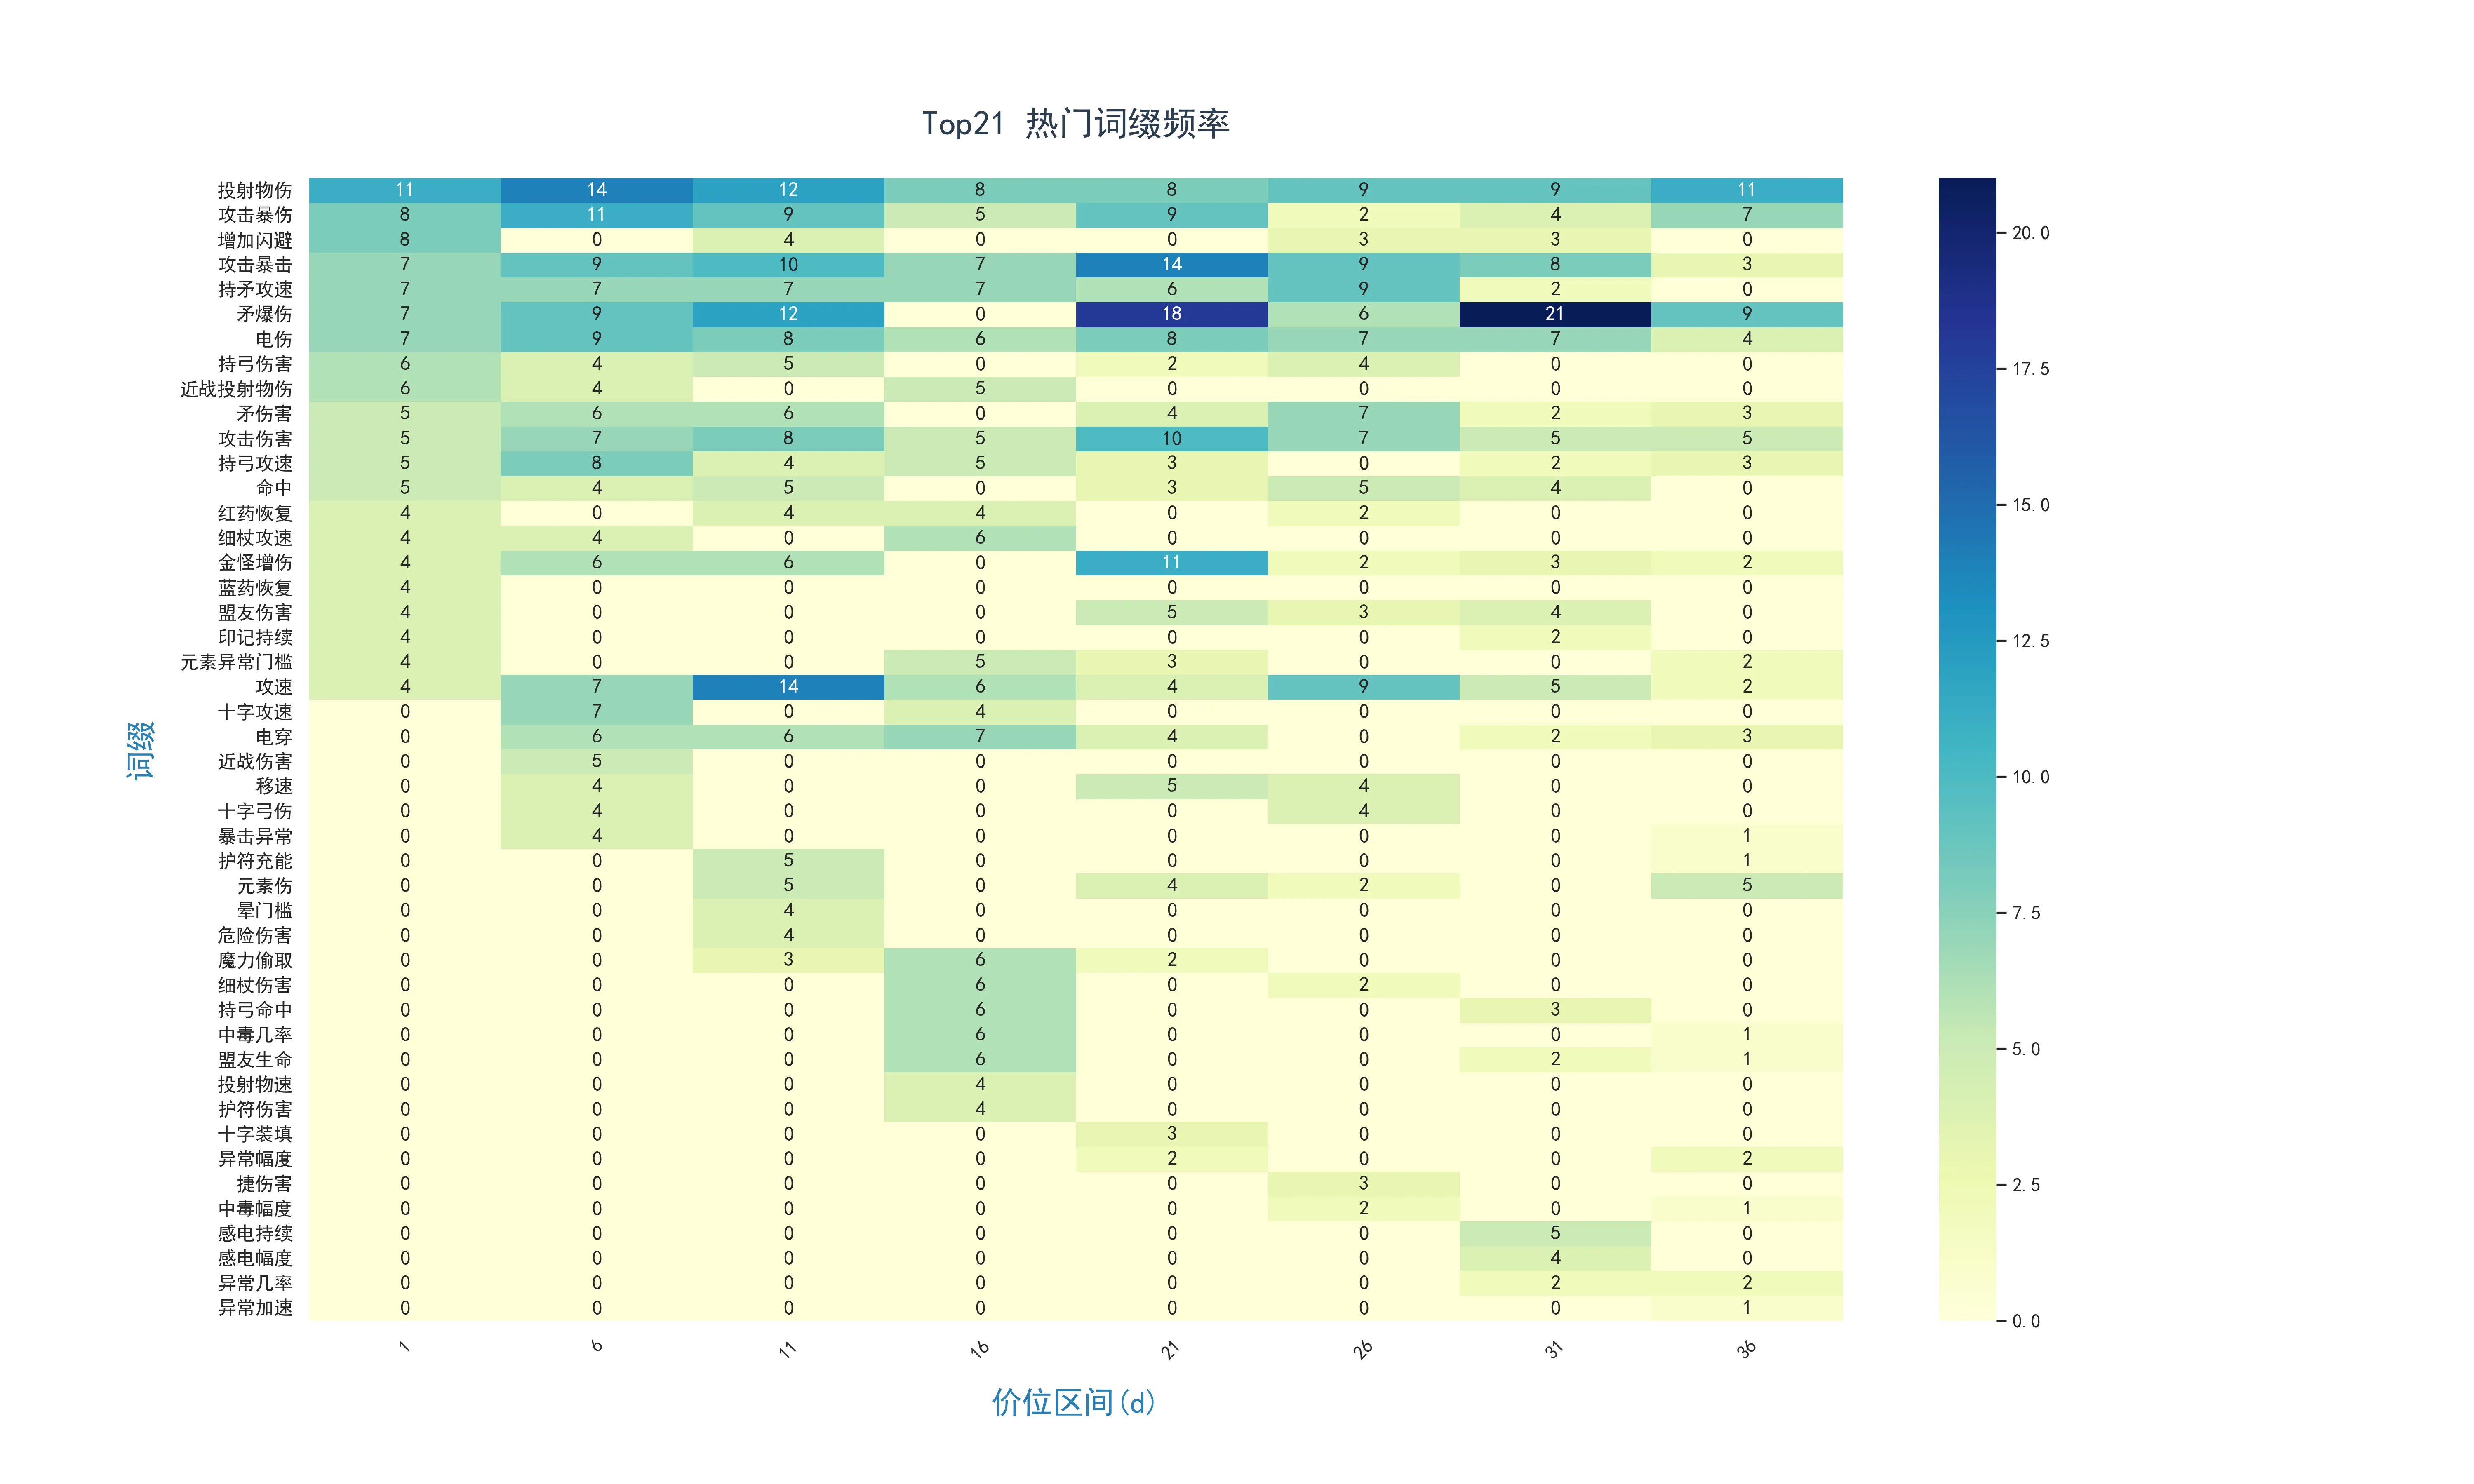 Top21 热门词缀频率
投射物伤 11 14 12 8 8 9 9 11
攻击暴伤 8 11 9 5 9 2 4 7
增加闪避 8 0 4 0 0 3 3 0
攻击暴击 7 9 10 7 14 9 8 3
持矛攻速 7 7 7 7 6 9 2 0
矛爆伤 7 9 12 0 18 6 21 9
电伤 7 9 8 6 8 7 7 4
持弓伤害 6 4 5 0 2 4 0 0
近战投射物伤 6 4 0 5 0 0 0 0
矛伤害 5 6 6 0 4 7 2 3
攻击伤害 5 7 8 5 10 7 5 5
持弓攻速 5 8 4 5 3 0 2 3
命中 5 4 5 0 3 5 4 0
红药恢复 4 0 4 4 0 2 0 0
细杖攻速 4 4 0 6 0 0 0 0
金怪增伤 4 6 6 0 11 2 3 2
蓝药恢复 4 0 0 0 0 0 0 0
盟友伤害 4 0 0 0 5 3 4 0
印记持续 4 0 0 0 0 0 2 0
元素异常门槛 4 0 0 5 3 0 0 2
攻速 4 7 14 6 4 9 5 2
十字攻速 0 7 0 4 0 0 0 0
电穿 0 6 6 7 4 0 2 3
近战伤害 0 5 0 0 0 0 0 0
移速 0 4 0 0 5 4 0 0
十字弓伤 0 4 0 0 0 4 0 0
暴击异常 0 4 0 0 0 0 0 1
护符充能 0 0 5 0 0 0 0 1
元素伤 0 0 5 0 4 2 0 5
晕门槛 0 0 4 0 0 0 0 0
危险伤害 0 0 4 0 0 0 0 0
魔力偷取 0 0 3 6 2 0 0 0
细杖伤害 0 0 0 6 0 2 0 0
持弓命中 0 0 0 6 0 0 3 0
中毒几率 0 0 0 6 0 0 0 1
盟友生命 0 0 0 6 0 0 2 1
投射物速 0 0 0 4 0 0 0 0
护符伤害 0 0 0 4 0 0 0 0
十字装填 0 0 0 0 3 0 0 0
异常幅度 0 0 0 0 2 0 0 2
捷伤害 0 0 0 0 0 3 0 0
中毒幅度 0 0 0 0 0 2 0 1
感电持续 0 0 0 0 0 0 5 0
感电幅度 0 0 0 0 0 0 4 0
异常几率 0 0 0 0 0 0 2 2
异常加速 0 0 0 0 0 0 0 1
词缀
1 6 11 16 21 26 31 36
价位区间(d)
20.0
17.5
15.0
12.5
10.0
7.5
5.0
2.5
0.0